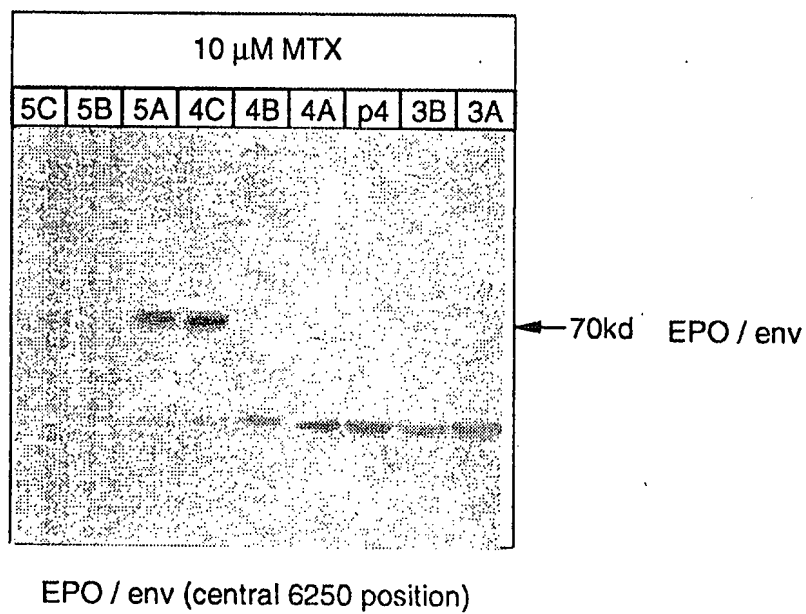 10 µM MTX
5C 5B 5A 4C 4B 4A p4 3B 3A
70kd EPO / env
EPO / env (central 6250 position)